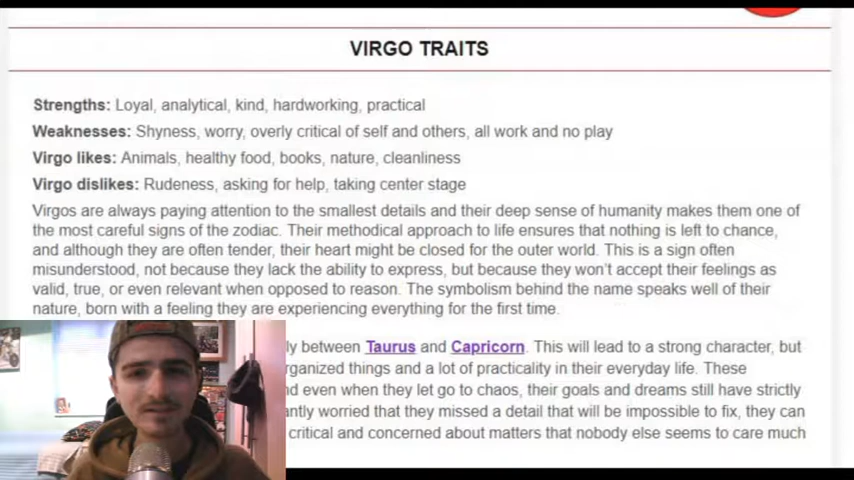 VIRGO TRAITS
Strengths: Loyal, analytical, kind, hardworking, practical
Weaknesses: Shyness, worry, overly critical of self and others, all work and no play
Virgo likes: Animals, healthy food, books, nature, cleanliness
Virgo dislikes: Rudeness, asking for help, taking center stage
Virgos are always paying attention to the smallest details and their deep sense of humanity makes them one of
the most careful signs of the zodiac. Their methodical approach to life ensures that nothing is left to chance,
and although they are often tender, their heart might be closed for the outer world. This is a sign often
misunderstood, not because they lack the ability to express, but because they won't accept their feelings as
valid, true, or even relevant when opposed to reason. The symbolism behind the name speaks well of their
nature, born with a feeling they are experiencing everything for the first time.
between Taurus and Capricorn. This will lead to a strong character, but
things and a lot of practicality in their everyday life. These
even when they let go to chaos, their goals and dreams still have strictly
worried that they missed a detail that will be impossible to fix, they can
critical and concerned about matters that nobody else seems to care much